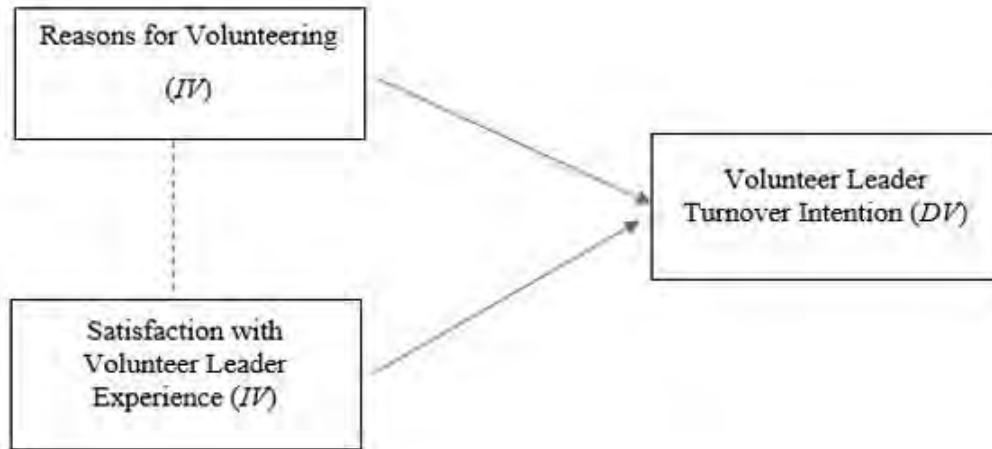 Reasons for Volunteering
(IV)
Volunteer Leader
Turnover Intention (DV)
Satisfaction with
Volunteer Leader
Experience (IV)